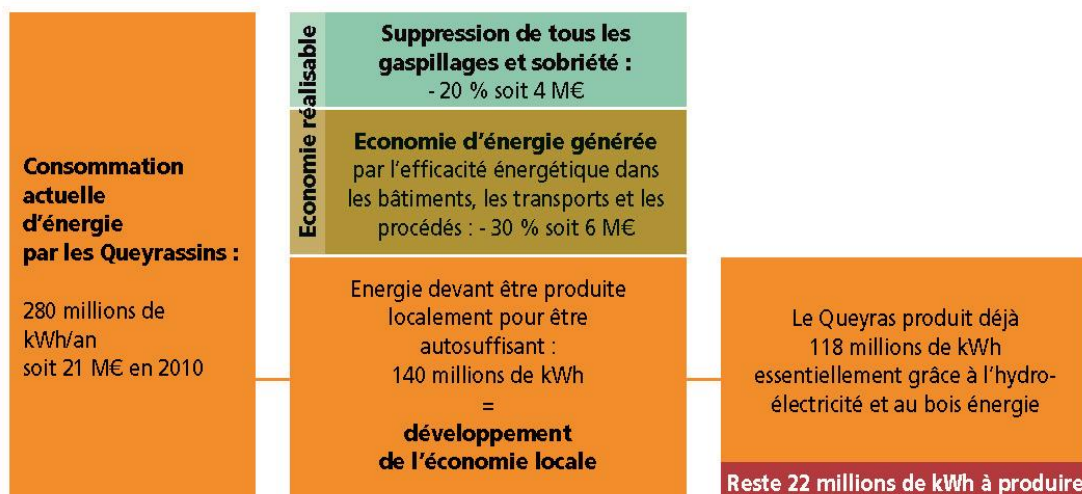 Consommation
actuelle
d'énergie
par les Queyrassins :
280 millions de
kWh/an
soit 21 M€ en 2010
Economie réalisable
Suppression de tous les
gaspillages et sobriété :
- 20 % soit 4 M€
Economie d'énergie générée
par l'efficacité énergétique dans
les bâtiments, les transports et les
procédés : - 30 % soit 6 M€
Energie devant être produite
localement pour être
autosuffisant :
140 millions de kWh
=
développement
de l'économie locale
Le Queyras produit déjà
118 millions de kWh
essentiellement grâce à l'hydro-
électricité et au bois énergie
Reste 22 millions de kWh à produire